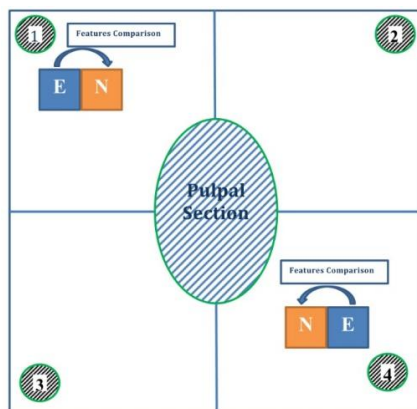 1
Features Comparison
2
E N
Pulpal
Section
Features Comparison
N E
3
4